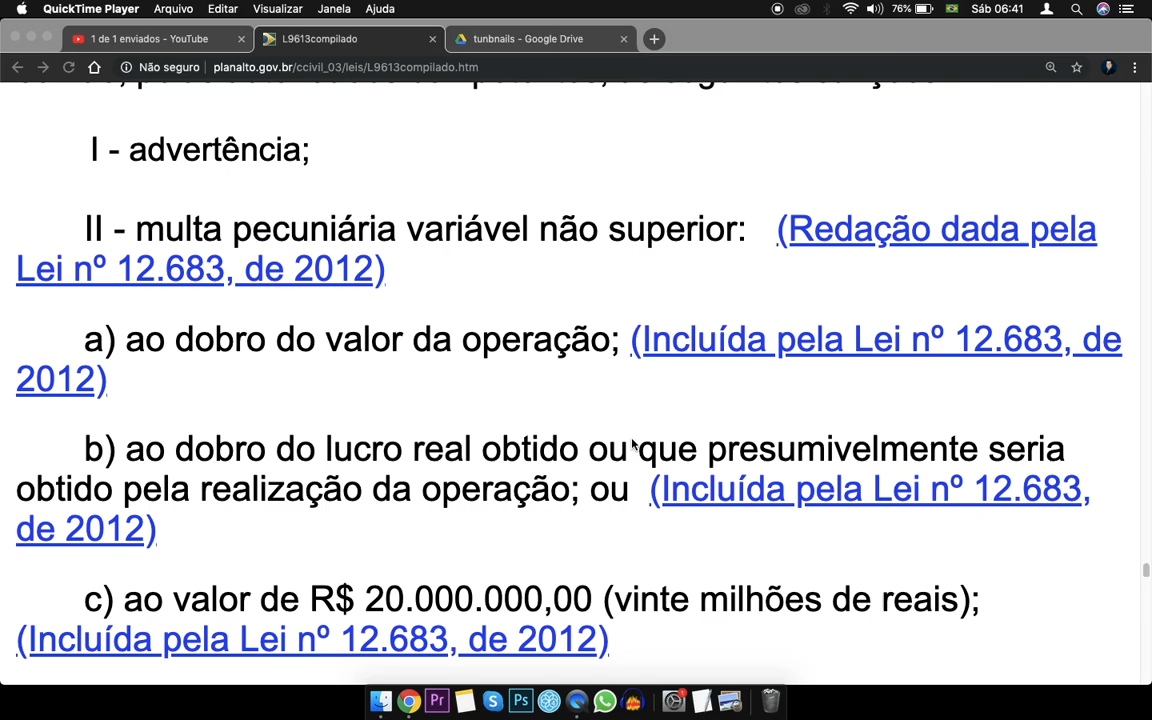 QuickTime Player Arquivo Editar Visualizar Janela Ajuda 76% Sáb 06:41
1 de 1 enviados - YouTube L9613compilado tunbnails - Google Drive
Não seguro planalto.gov.br/ccivil_03/leis/L9613compilado.htm
I - advertência;
II - multa pecuniária variável não superior: (Redação dada pela
Lei nº 12.683, de 2012)
a) ao dobro do valor da operação; (Incluída pela Lei nº 12.683, de
2012)
b) ao dobro do lucro real obtido ou que presumivelmente seria
obtido pela realização da operação; ou (Incluída pela Lei nº 12.683,
de 2012)
c) ao valor de R$ 20.000.000,00 (vinte milhões de reais);
(Incluída pela Lei nº 12.683, de 2012)
Pr Ps